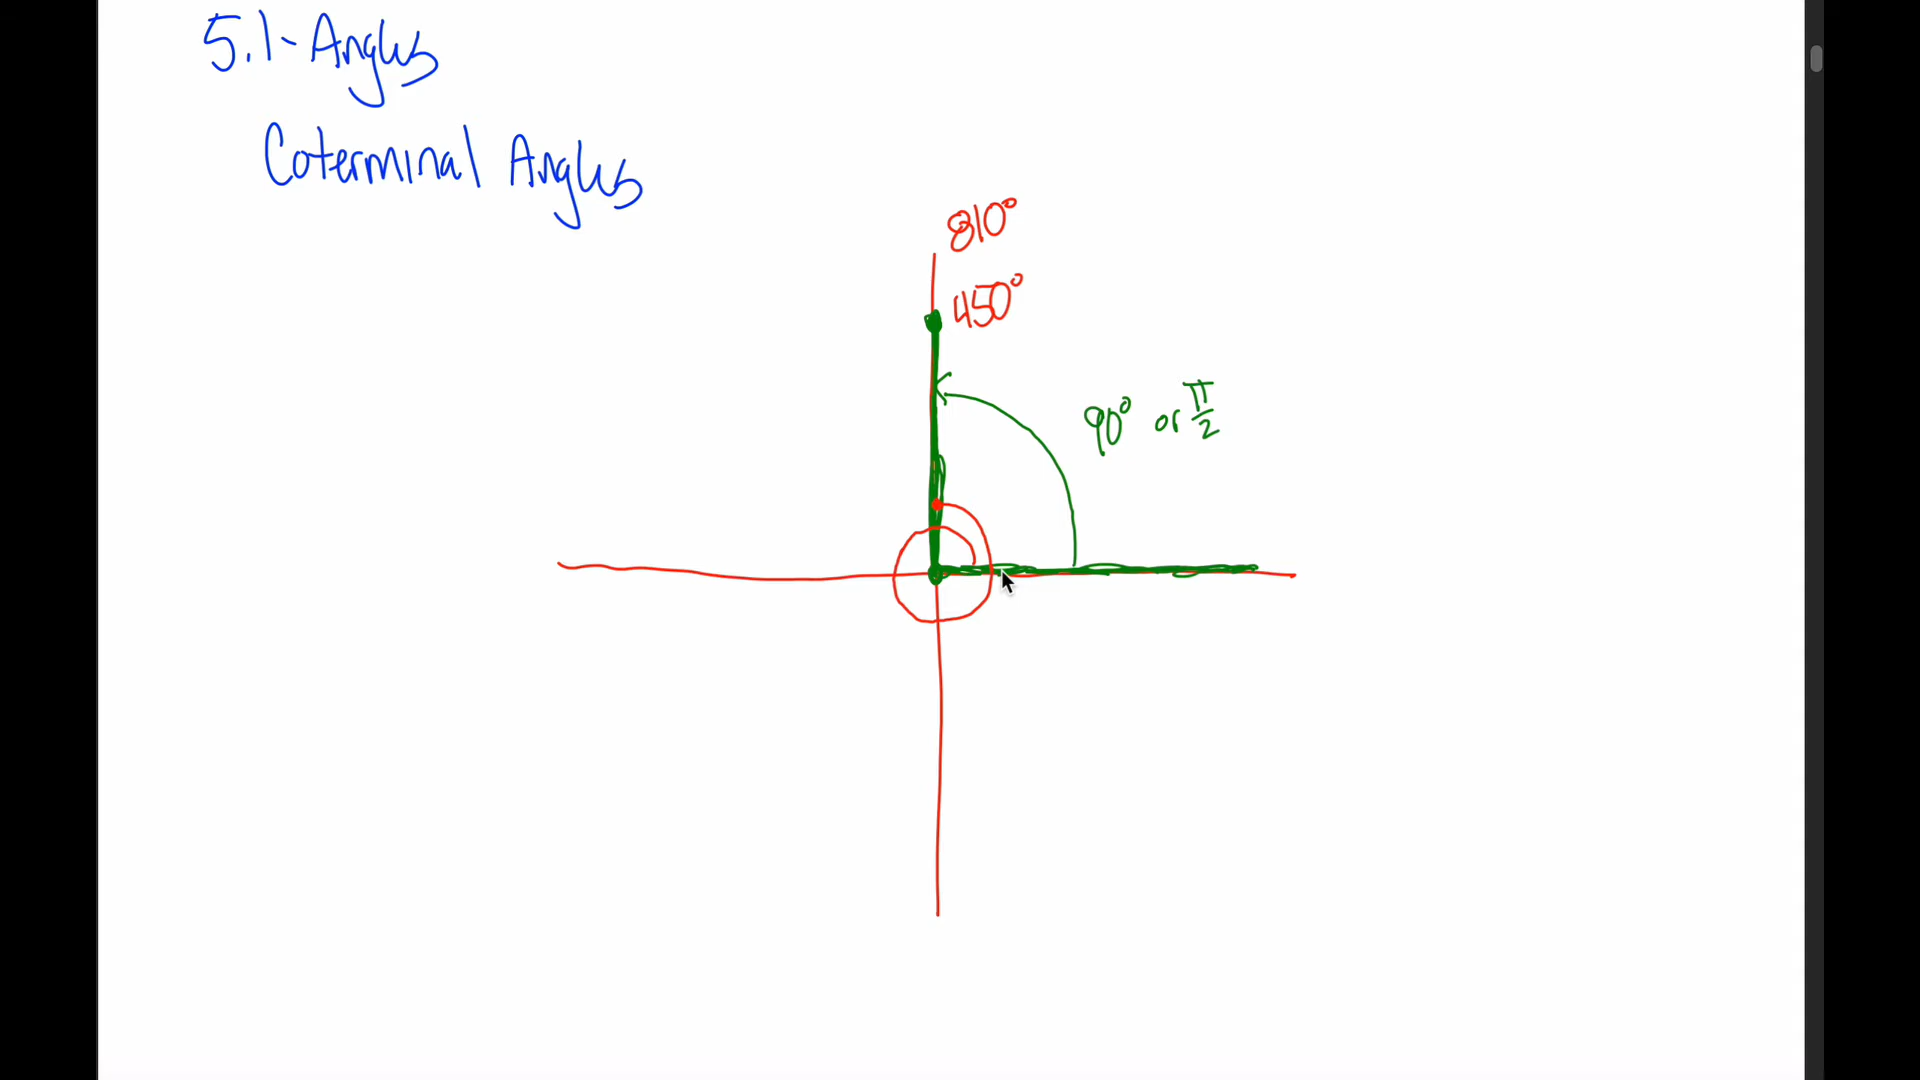 5.1-Angles
Coterminal Angles
810°
450°
90° or π/2